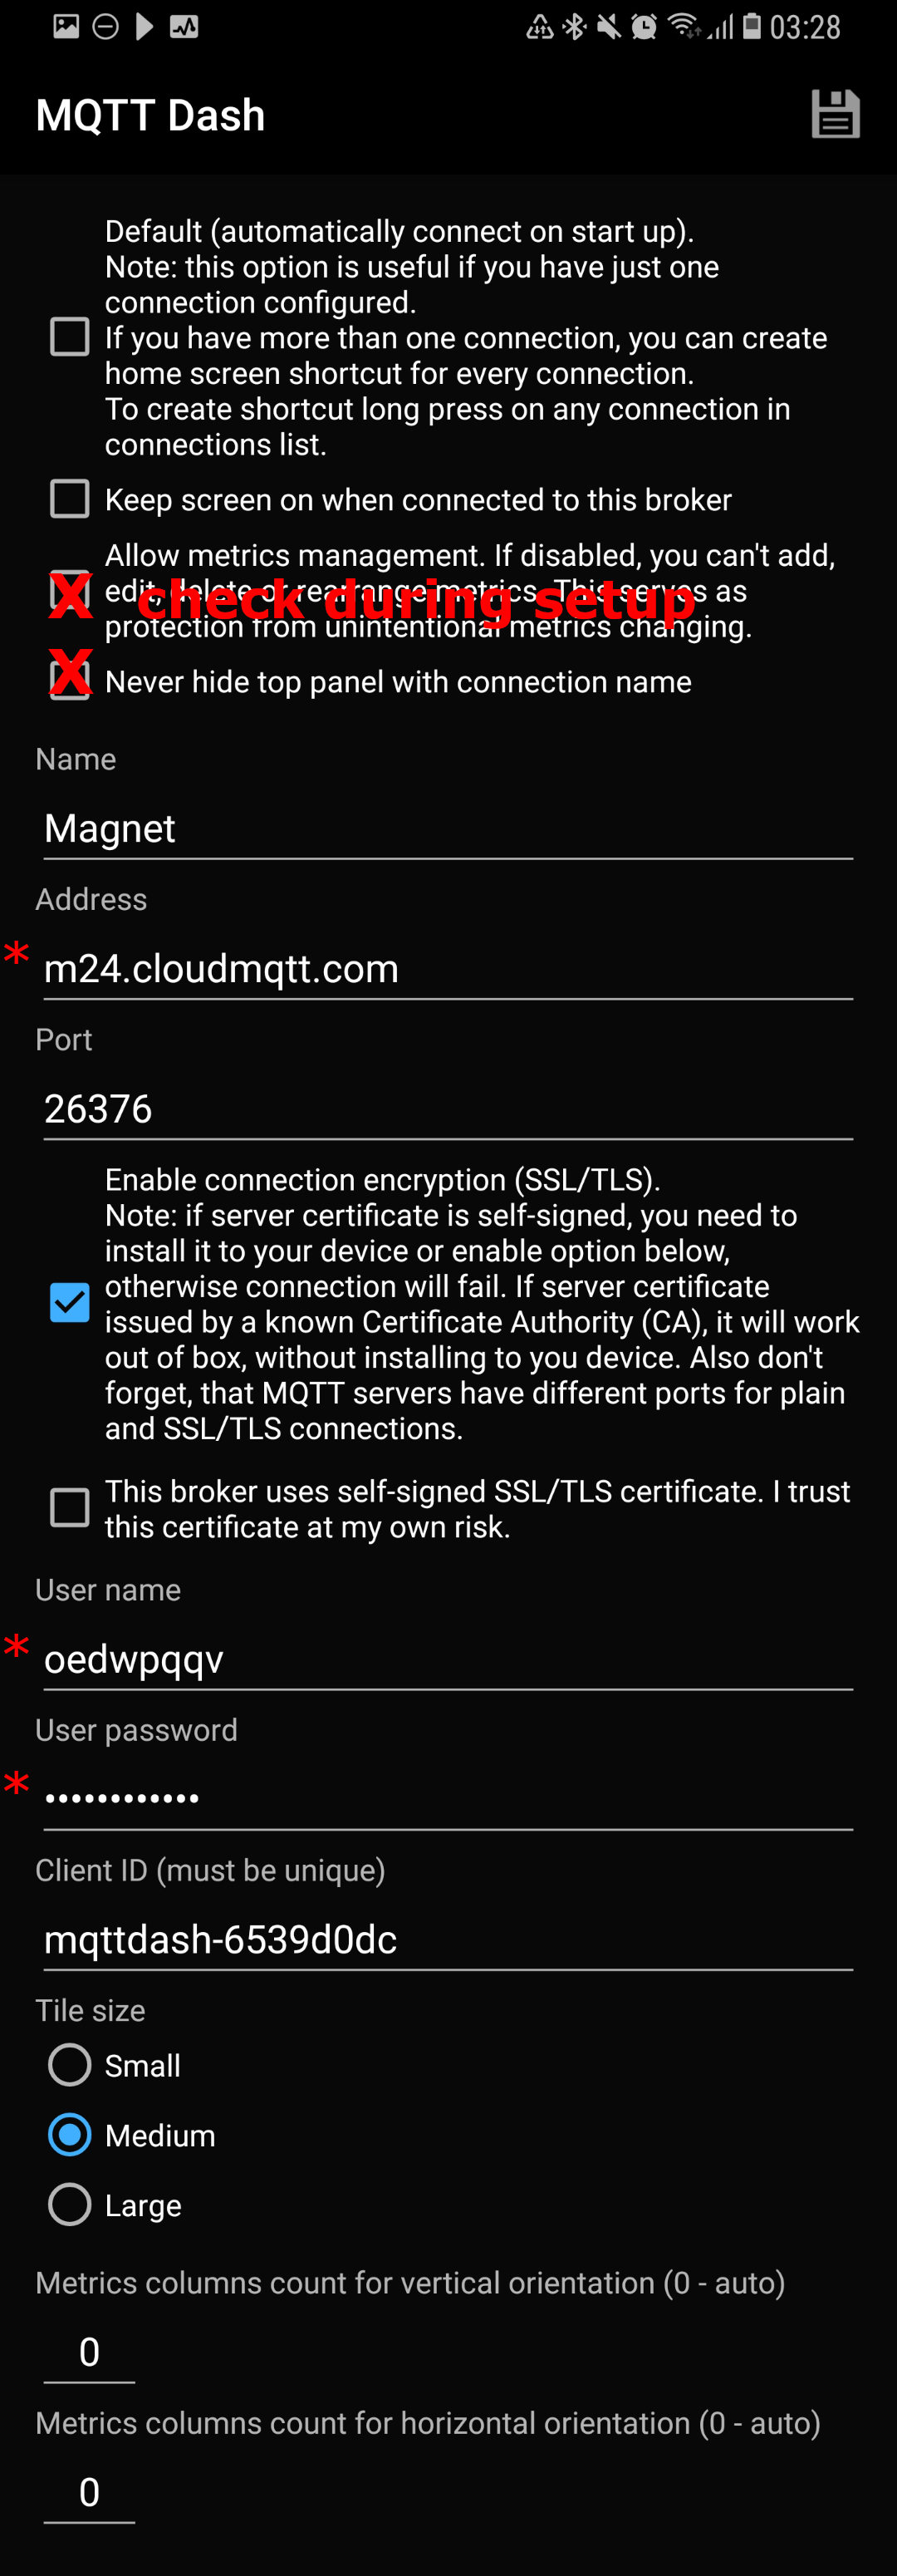 03:28
MQTT Dash
Default (automatically connect on start up).
Note: this option is useful if you have just one
connection configured.
If you have more than one connection, you can create
home screen shortcut for every connection.
To create shortcut long press on any connection in
connections list.
Keep screen on when connected to this broker
Allow metrics management. If disabled, you can't add,
edit, delete or rearrange metrics. This serves as
protection from unintentional metrics changing.
X check during setup
X
Never hide top panel with connection name
Name
Magnet
Address
* m24.cloudmqtt.com
Port
26376
Enable connection encryption (SSL/TLS).
Note: if server certificate is self-signed, you need to
install it to your device or enable option below,
otherwise connection will fail. If server certificate
issued by a known Certificate Authority (CA), it will work
out of box, without installing to you device. Also don't
forget, that MQTT servers have different ports for plain
and SSL/TLS connections.
This broker uses self-signed SSL/TLS certificate. I trust
this certificate at my own risk.
User name
* oedwpqqv
User password
* ••••••••••••
Client ID (must be unique)
mqttdash-6539d0dc
Tile size
Small
Medium
Large
Metrics columns count for vertical orientation (0 - auto)
0
Metrics columns count for horizontal orientation (0 - auto)
0